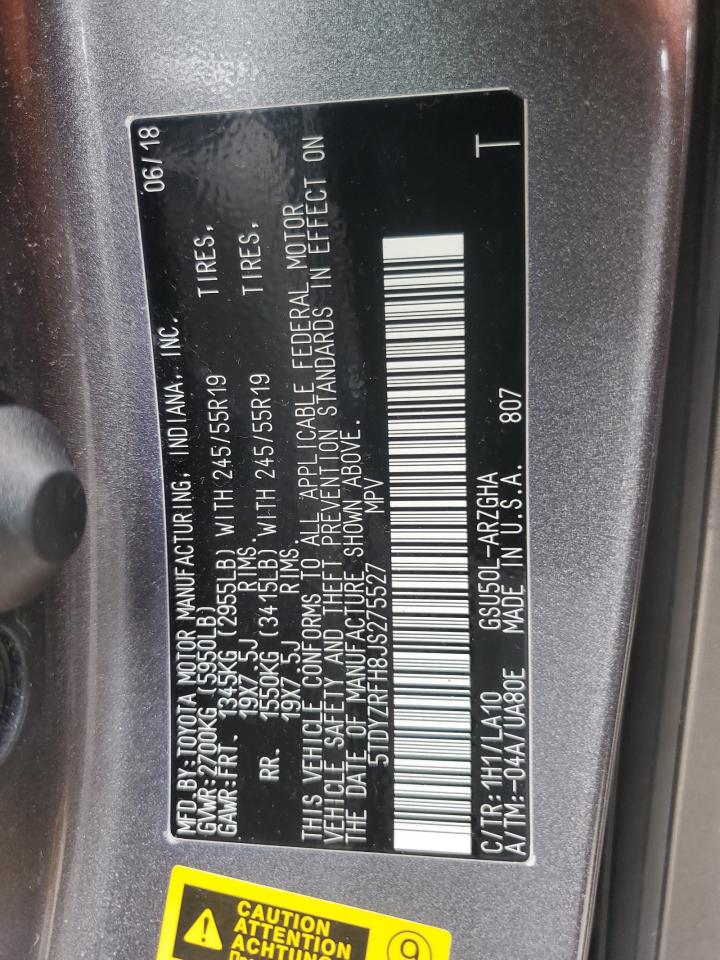 MFD.BY:TOYOTA MOTOR MANUFACTURING, INDIANA, INC. 06/18
GVWR:2700KG (5950LB)
GAWR:FRT. 1345KG (2955LB) WITH 245/55R19 TIRES,
19X7.5J RIMS
RR. 1550KG (3415LB) WITH 245/55R19 TIRES,
19X7.5J RIMS.
THIS VEHICLE CONFORMS TO ALL APPLICABLE FEDERAL MOTOR
VEHICLE SAFETY AND THEFT PREVENTION STANDARDS IN EFFECT ON
THE DATE OF MANUFACTURE SHOWN ABOVE.
5TDYZRFH8JS275527 MPV
C/TR:1H1/LA10 GSU50L-ARZGHA T
A/TM:-04A/UA80E MADE IN U.S.A. 807
CAUTION
ATTENTION
ACHTUNG
9